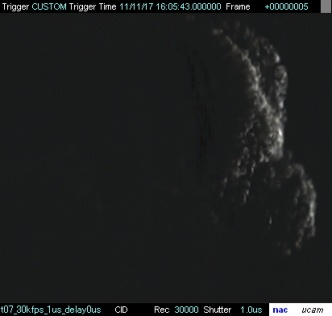 Trigger CUSTOM Trigger Time 11/11/17 16:05:43.000000 Frame +00000005
t07_30kfps_1us_delay0us CID Rec 30000 Shutter 1.0us nac ucam